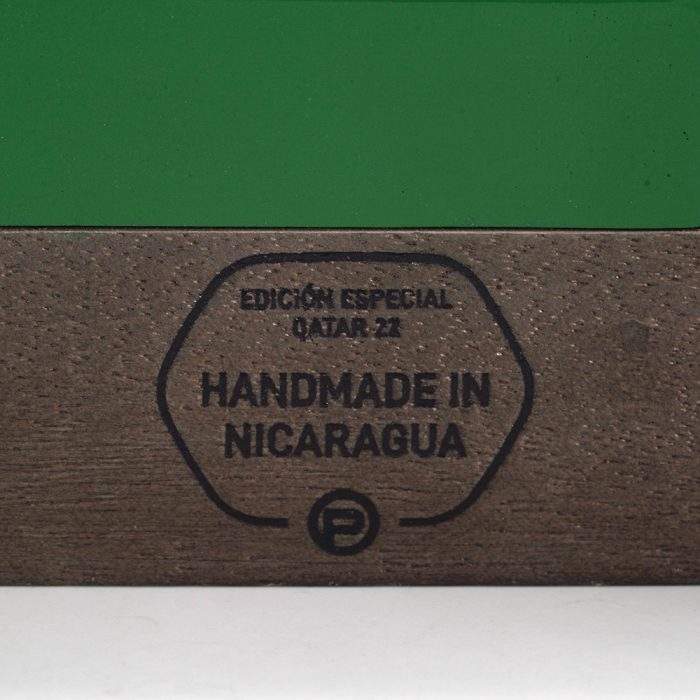 EDICIÓN ESPECIAL
QATAR 22
HANDMADE IN
NICARAGUA
P